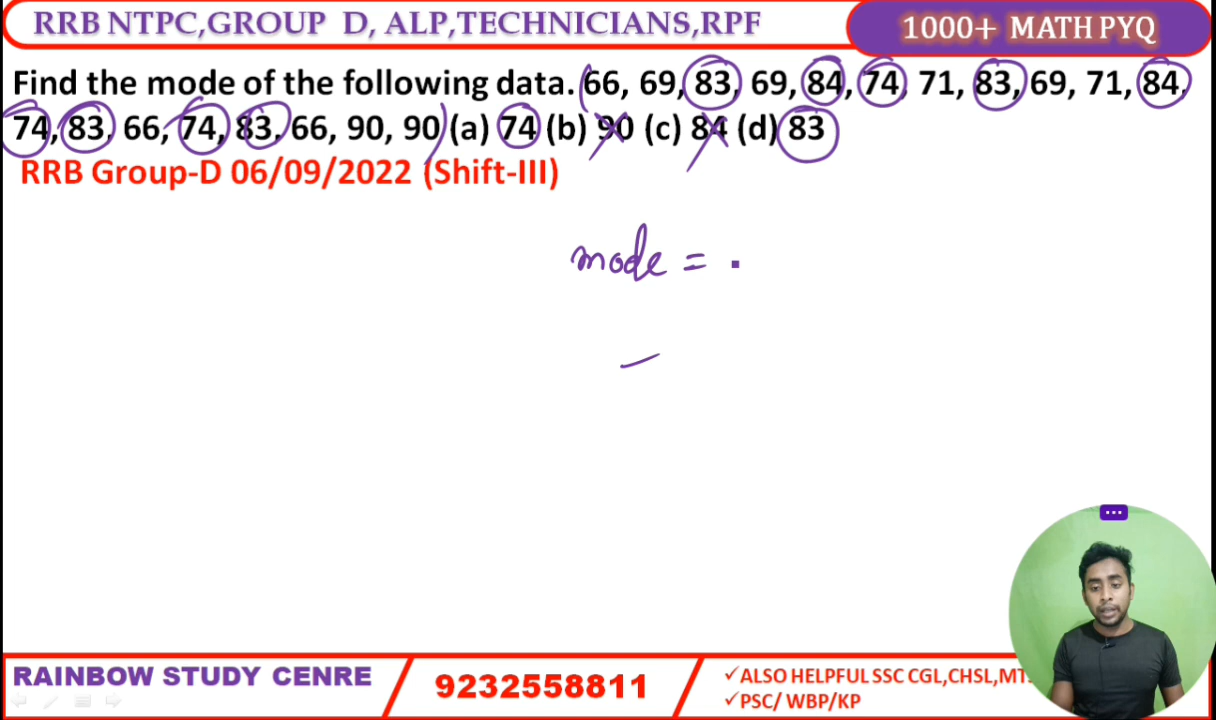 RRB NTPC,GROUP D, ALP,TECHNICIANS,RPF
1000+ MATH PYQ
Find the mode of the following data. (66, 69, 83, 69, 84, 74, 71, 83, 69, 71, 84,
74, 83, 66, 74, 83, 66, 90, 90) (a) 74 (b) 90 (c) 84 (d) 83
RRB Group-D 06/09/2022 (Shift-III)
mode = .
RAINBOW STUDY CENRE
9232558811
✓ALSO HELPFUL SSC CGL,CHSL,MTS
✓PSC/ WBP/KP